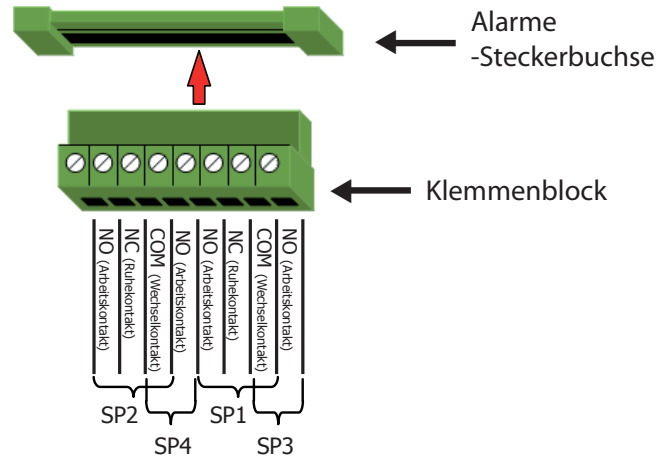 Alarme
-Steckerbuchse
Klemmenblock
NO (Arbeitskontakt)
NC (Ruhekontakt)
COM (Wechselkontakt)
NO (Arbeitskontakt)
NO (Arbeitskontakt)
NC (Ruhekontakt)
COM (Wechselkontakt)
NO (Arbeitskontakt)
SP2
SP1
SP4
SP3